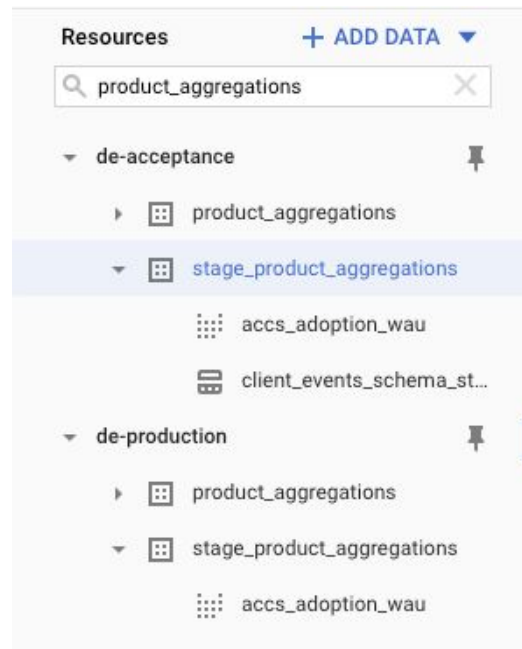 Resources + ADD DATA
product_aggregations
de-acceptance
product_aggregations
stage_product_aggregations
accs_adoption_wau
client_events_schema_st...
de-production
product_aggregations
stage_product_aggregations
accs_adoption_wau